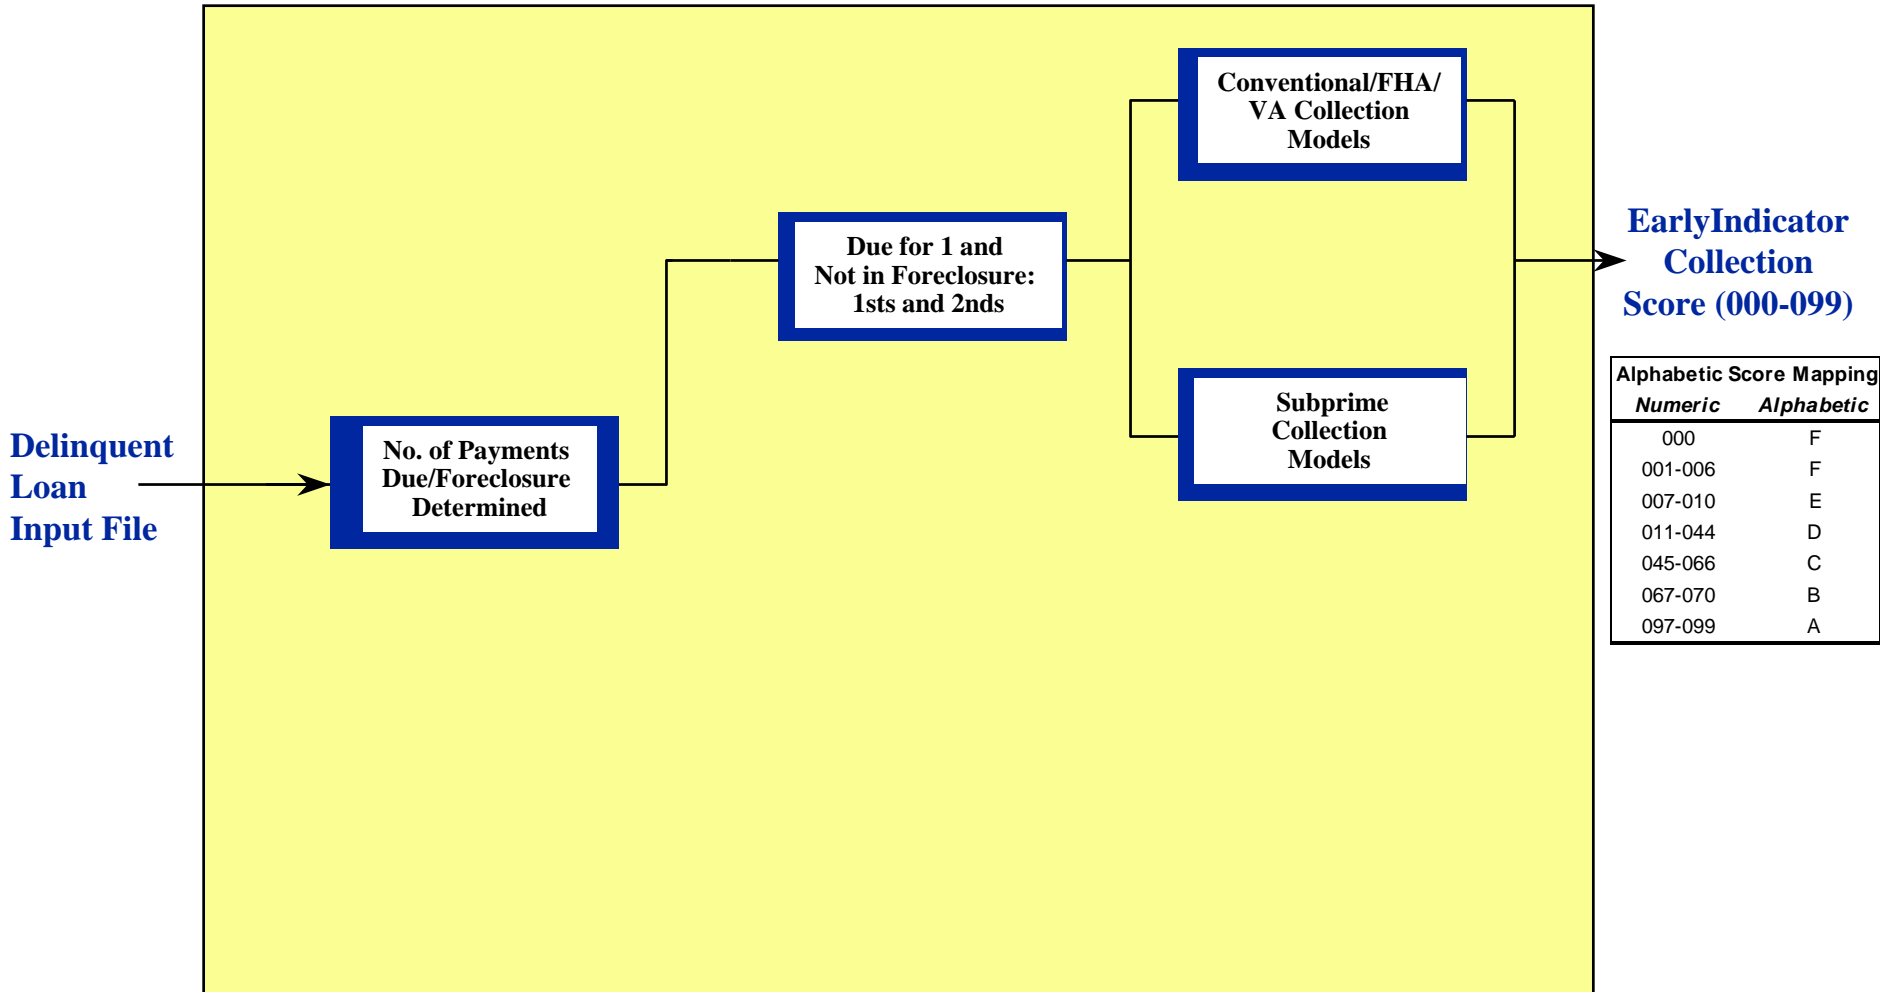 Delinquent
Loan
Input File
No. of Payments
Due/Foreclosure
Determined
Due for 1 and
Not in Foreclosure:
1sts and 2nds
Conventional/FHA/
VA Collection
Models
Subprime
Collection
Models
EarlyIndicator
Collection
Score (000-099)
Alphabetic Score Mapping
Numeric Alphabetic
000 F
001-006 F
007-010 E
011-044 D
045-066 C
067-070 B
097-099 A